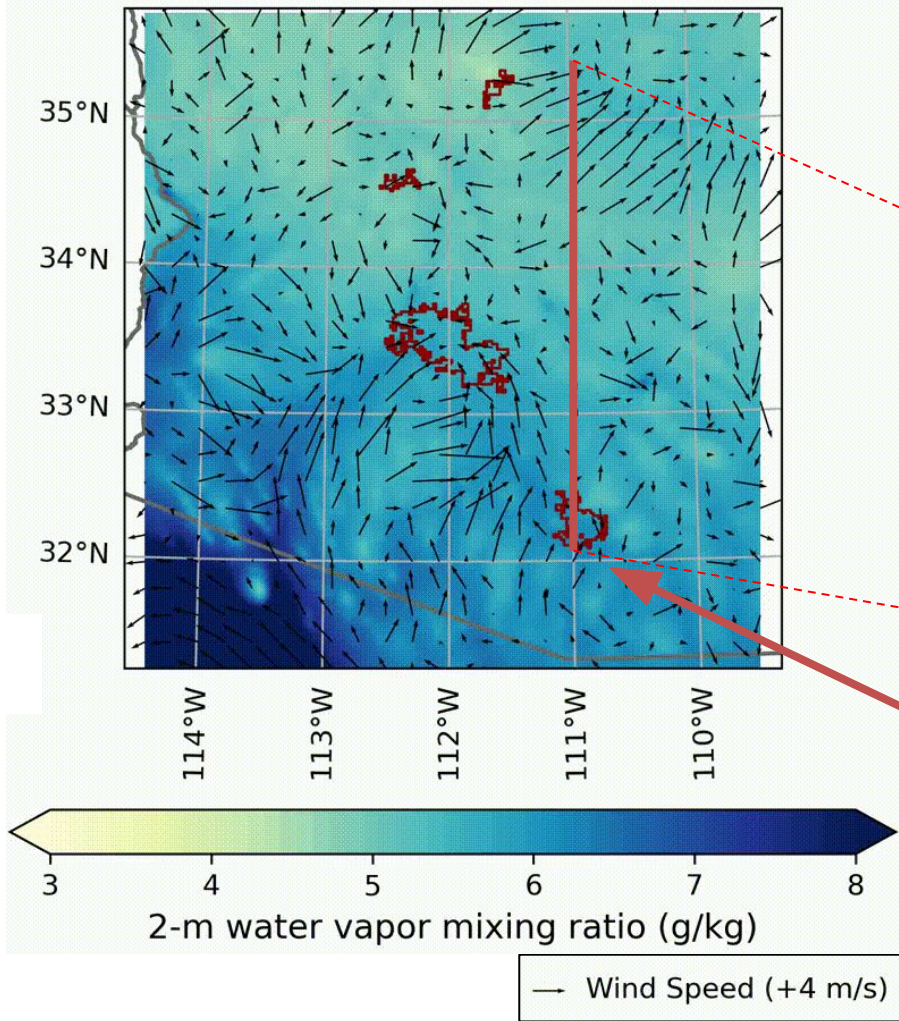 35°N
34°N
33°N
32°N
114°W
113°W
112°W
111°W
110°W
3 4 5 6 7 8
2-m water vapor mixing ratio (g/kg)
Wind Speed (+4 m/s)